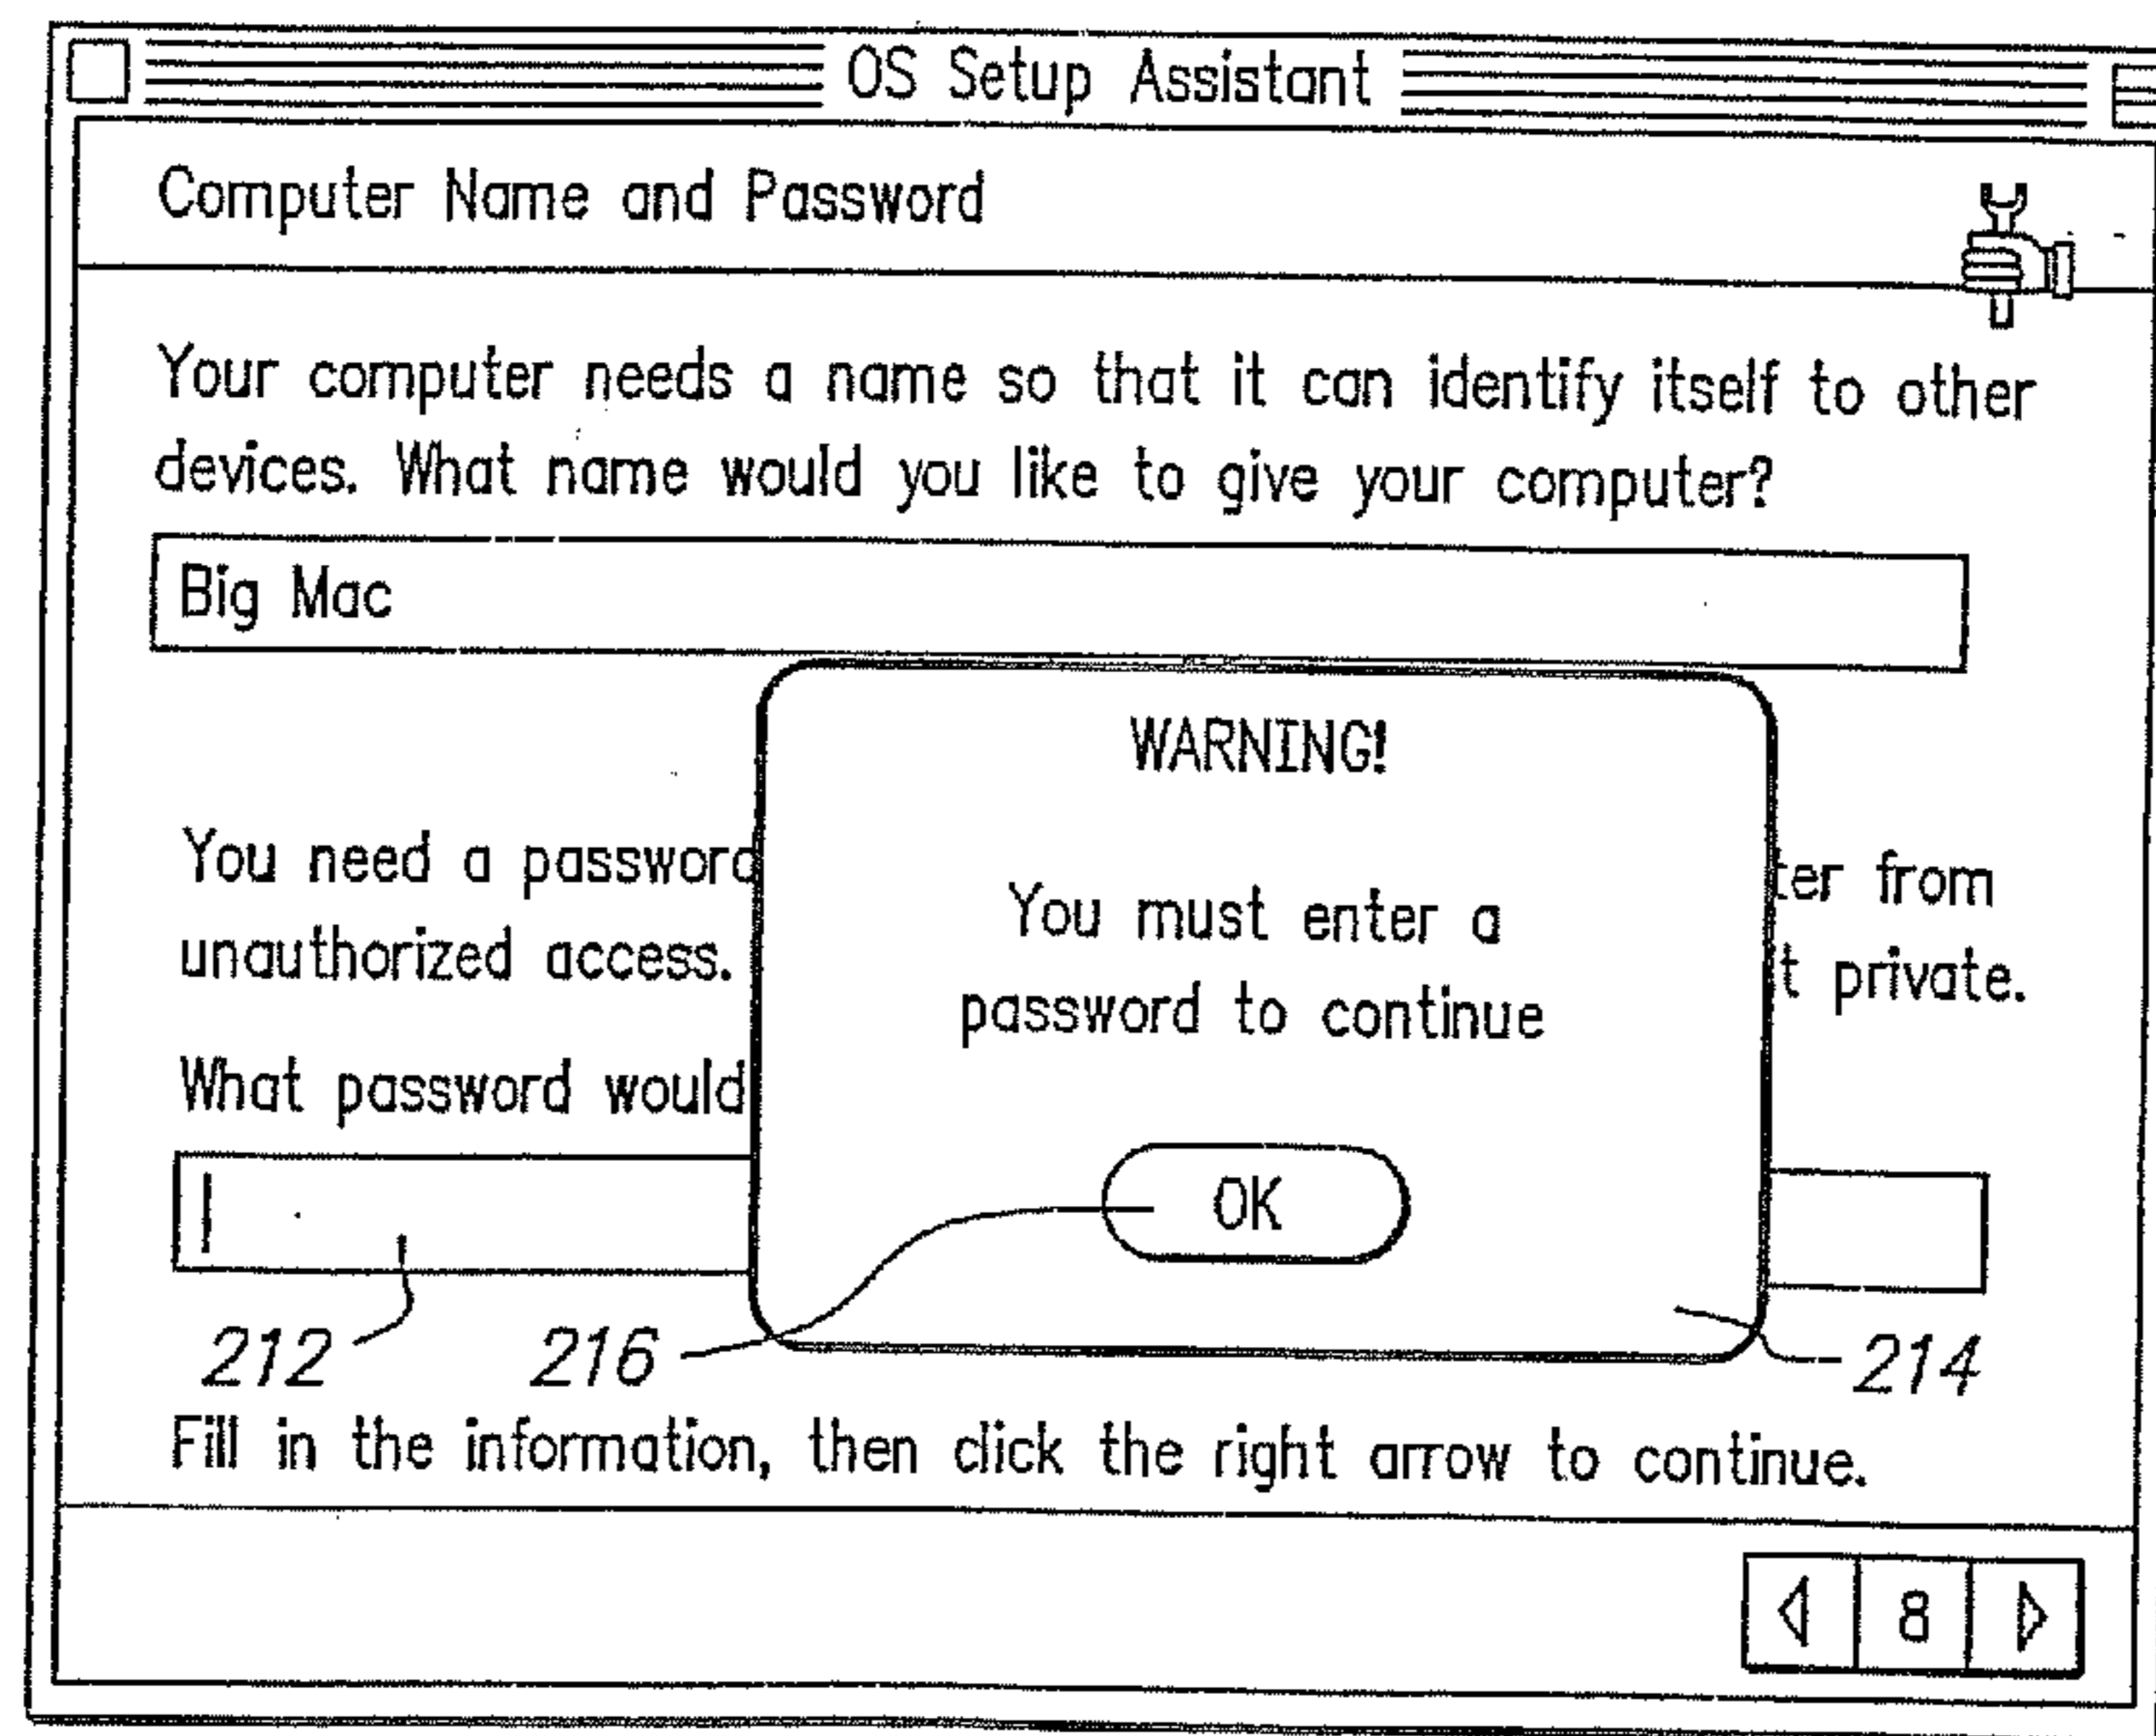 OS Setup Assistant
Computer Name and Password
Your computer needs a name so that it can identify itself to other
devices. What name would you like to give your computer?
Big Mac
WARNING!
You must enter a
password to continue
OK
You need a password ter from
unauthorized access. t private.
What password would
212 216 214
Fill in the information, then click the right arrow to continue.
8